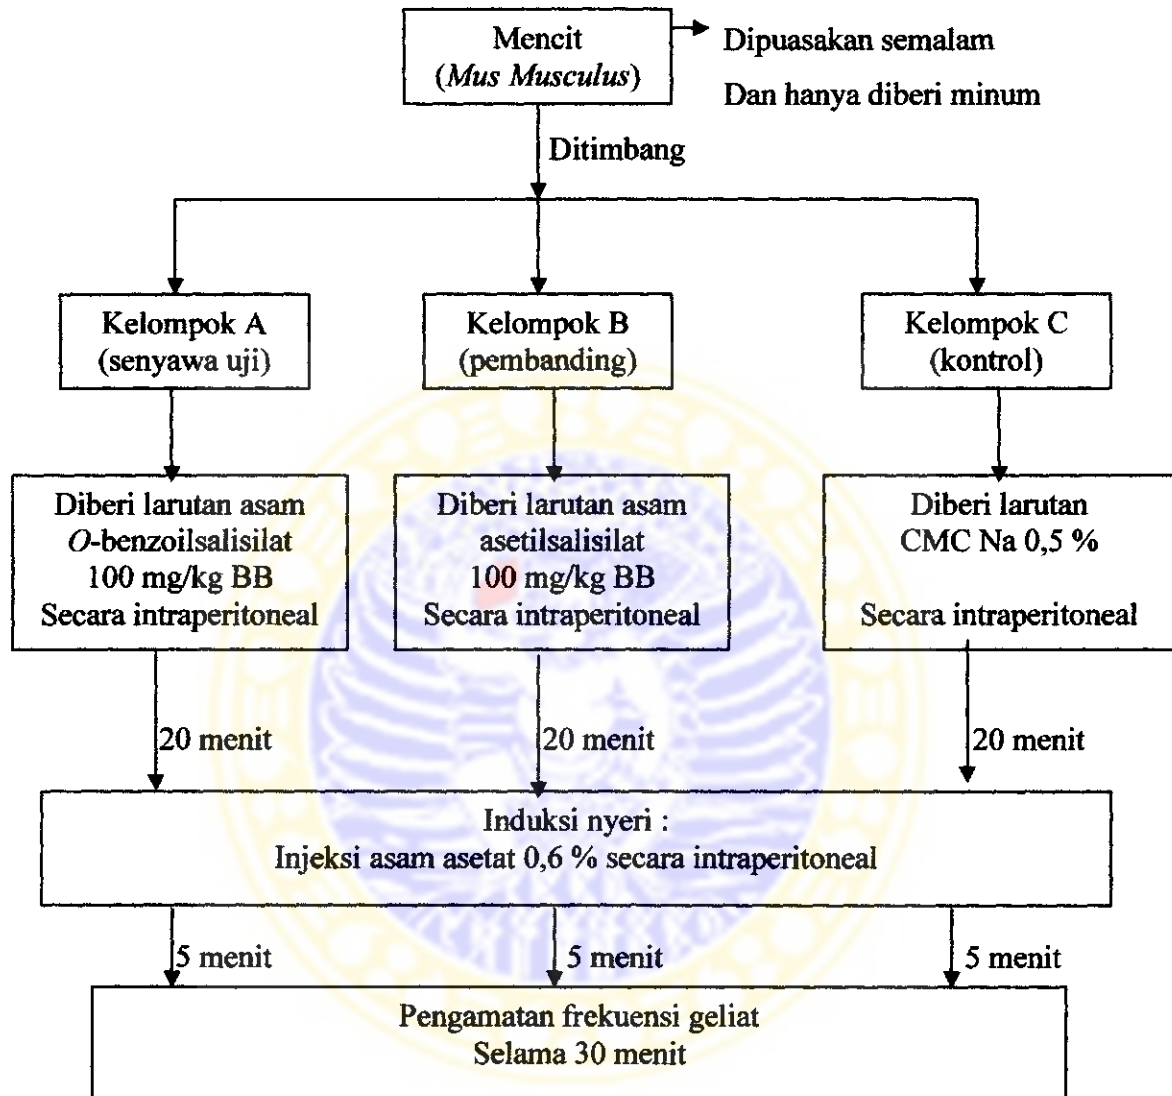 Mencit
(Mus Musculus)
Dipuasakan semalam
Dan hanya diberi minum
Ditimbang
Kelompok A
(senyawa uji)
Kelompok B
(pembanding)
Kelompok C
(kontrol)
Diberi larutan asam
O-benzoilsalisilat
100 mg/kg BB
Secara intraperitoneal
Diberi larutan asam
asetilsalisilat
100 mg/kg BB
Secara intraperitoneal
Diberi larutan
CMC Na 0,5 %
Secara intraperitoneal
20 menit
20 menit
20 menit
Induksi nyeri :
Injeksi asam asetat 0,6 % secara intraperitoneal
5 menit
5 menit
5 menit
Pengamatan frekuensi geliat
Selama 30 menit